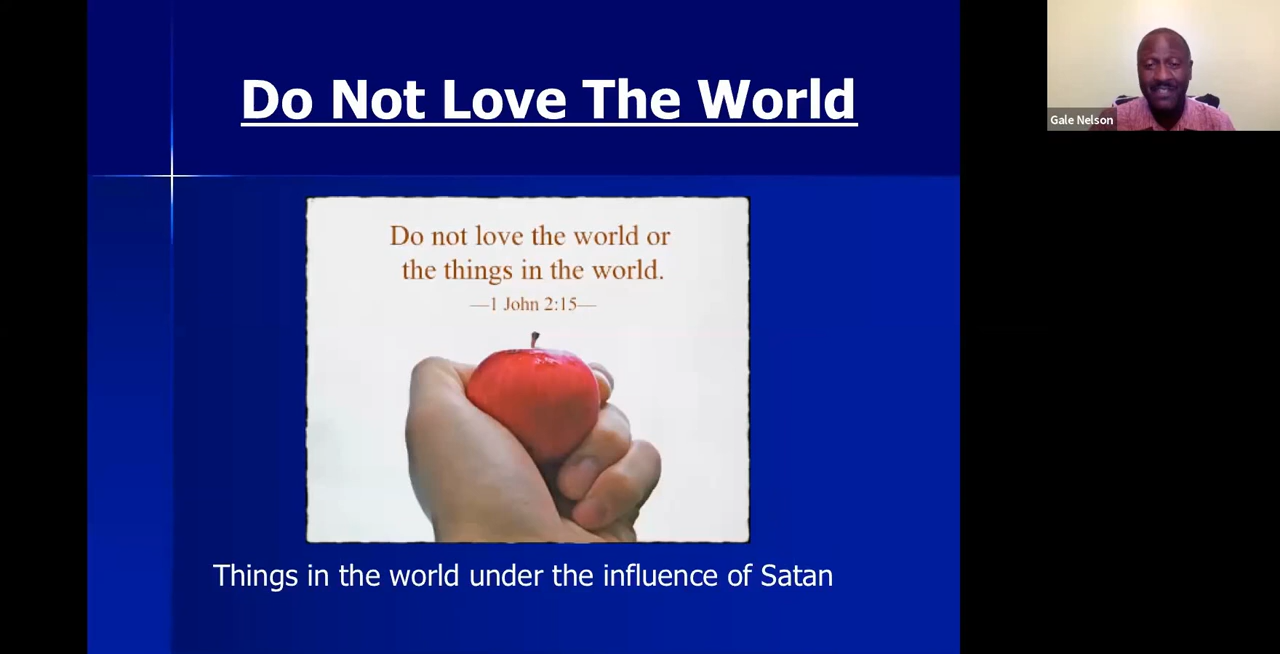 Do Not Love The World
Do not love the world or
the things in the world.
—1 John 2:15—
Things in the world under the influence of Satan
Gale Nelson